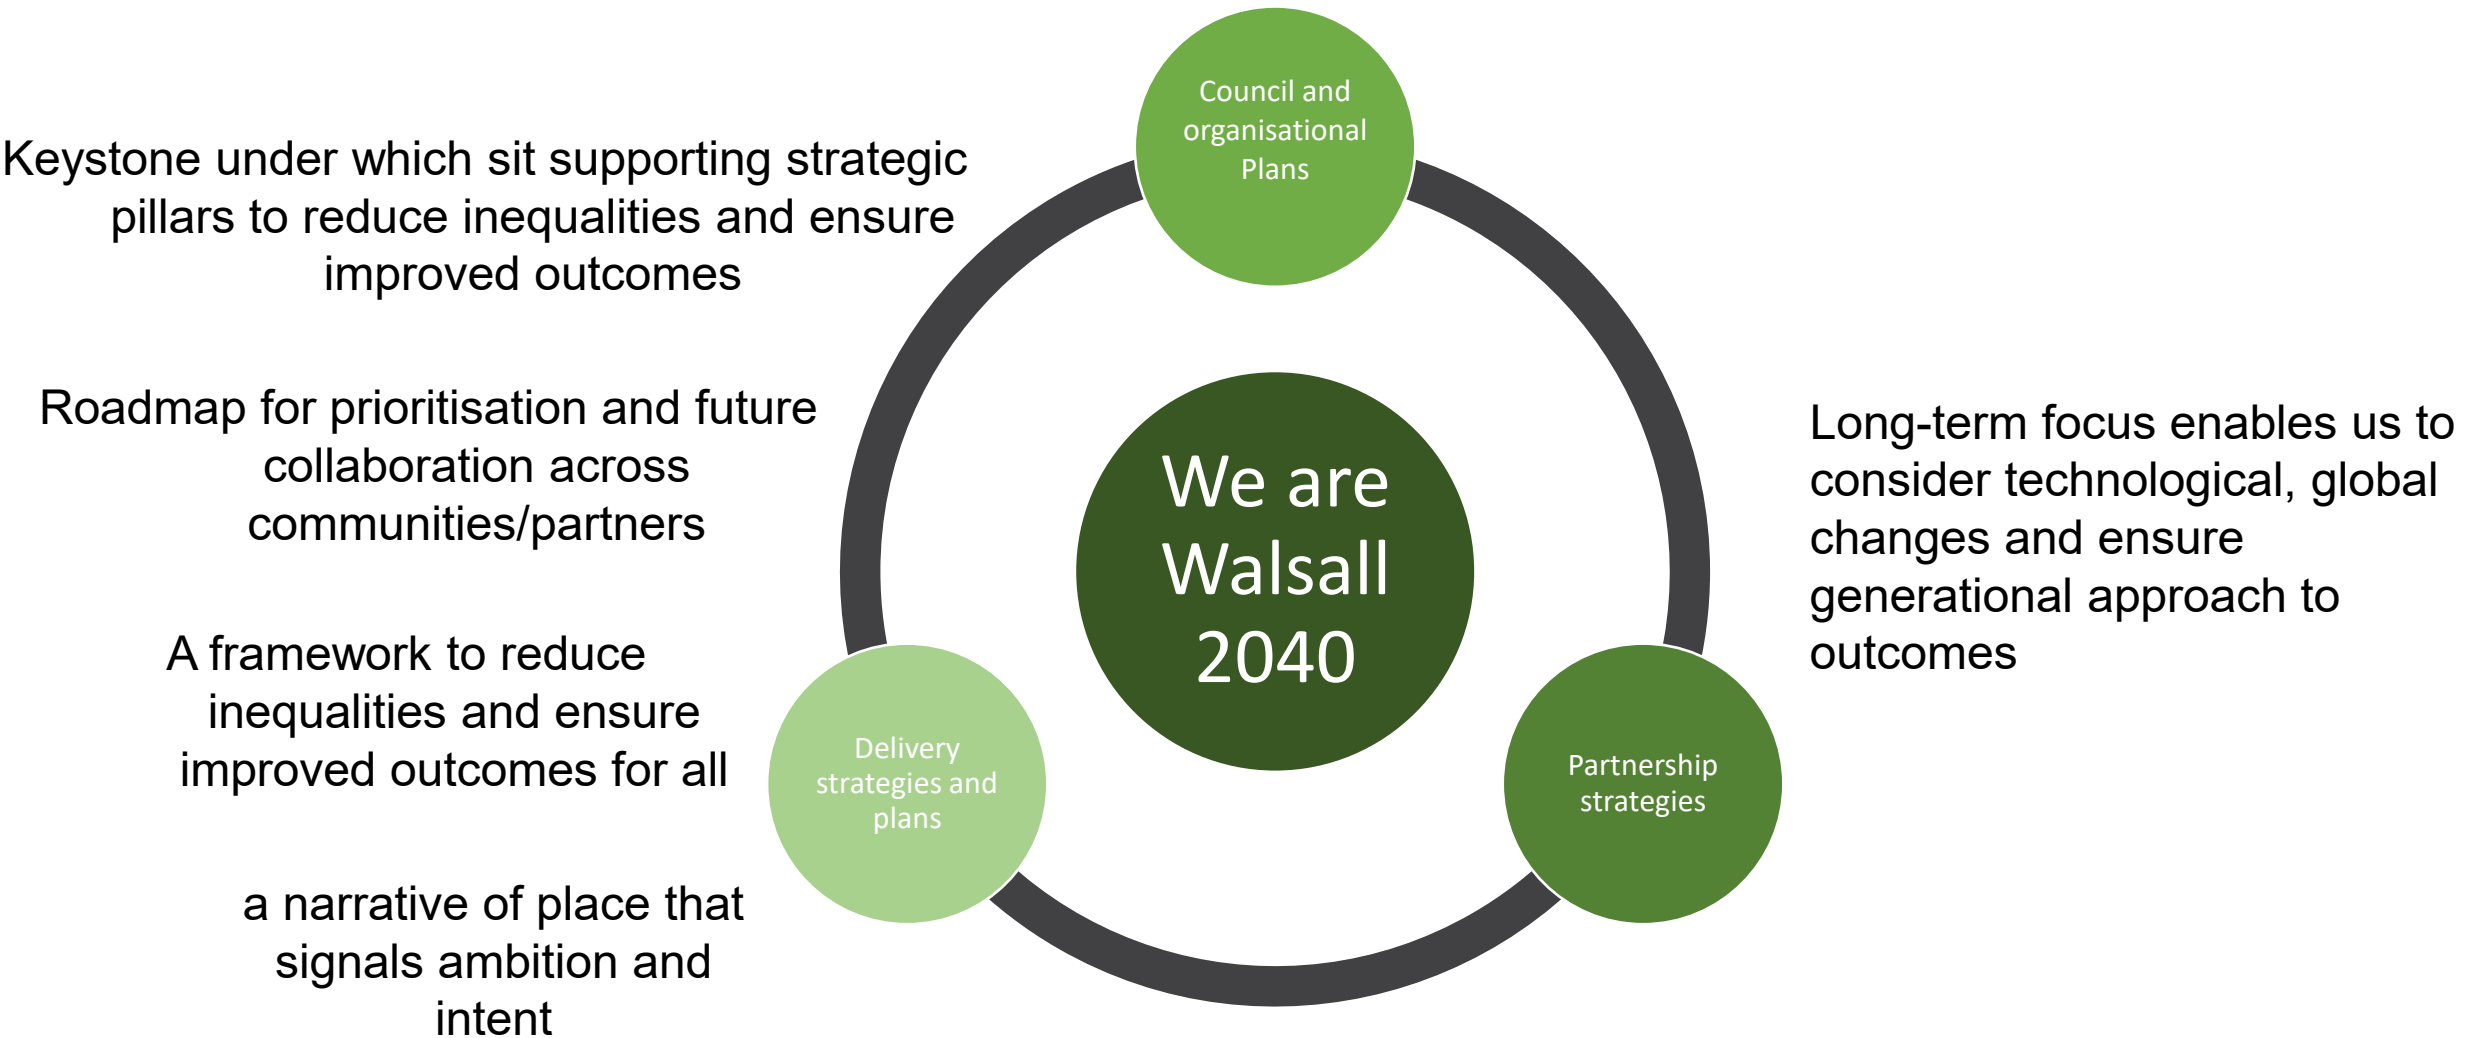 Council and
organisational
Plans
Keystone under which sit supporting strategic
pillars to reduce inequalities and ensure
improved outcomes
Roadmap for prioritisation and future
collaboration across
communities/partners
A framework to reduce
inequalities and ensure
improved outcomes for all
a narrative of place that
signals ambition and
intent
We are
Walsall
2040
Delivery
strategies and
plans
Partnership
strategies
Long-term focus enables us to
consider technological, global
changes and ensure
generational approach to
outcomes